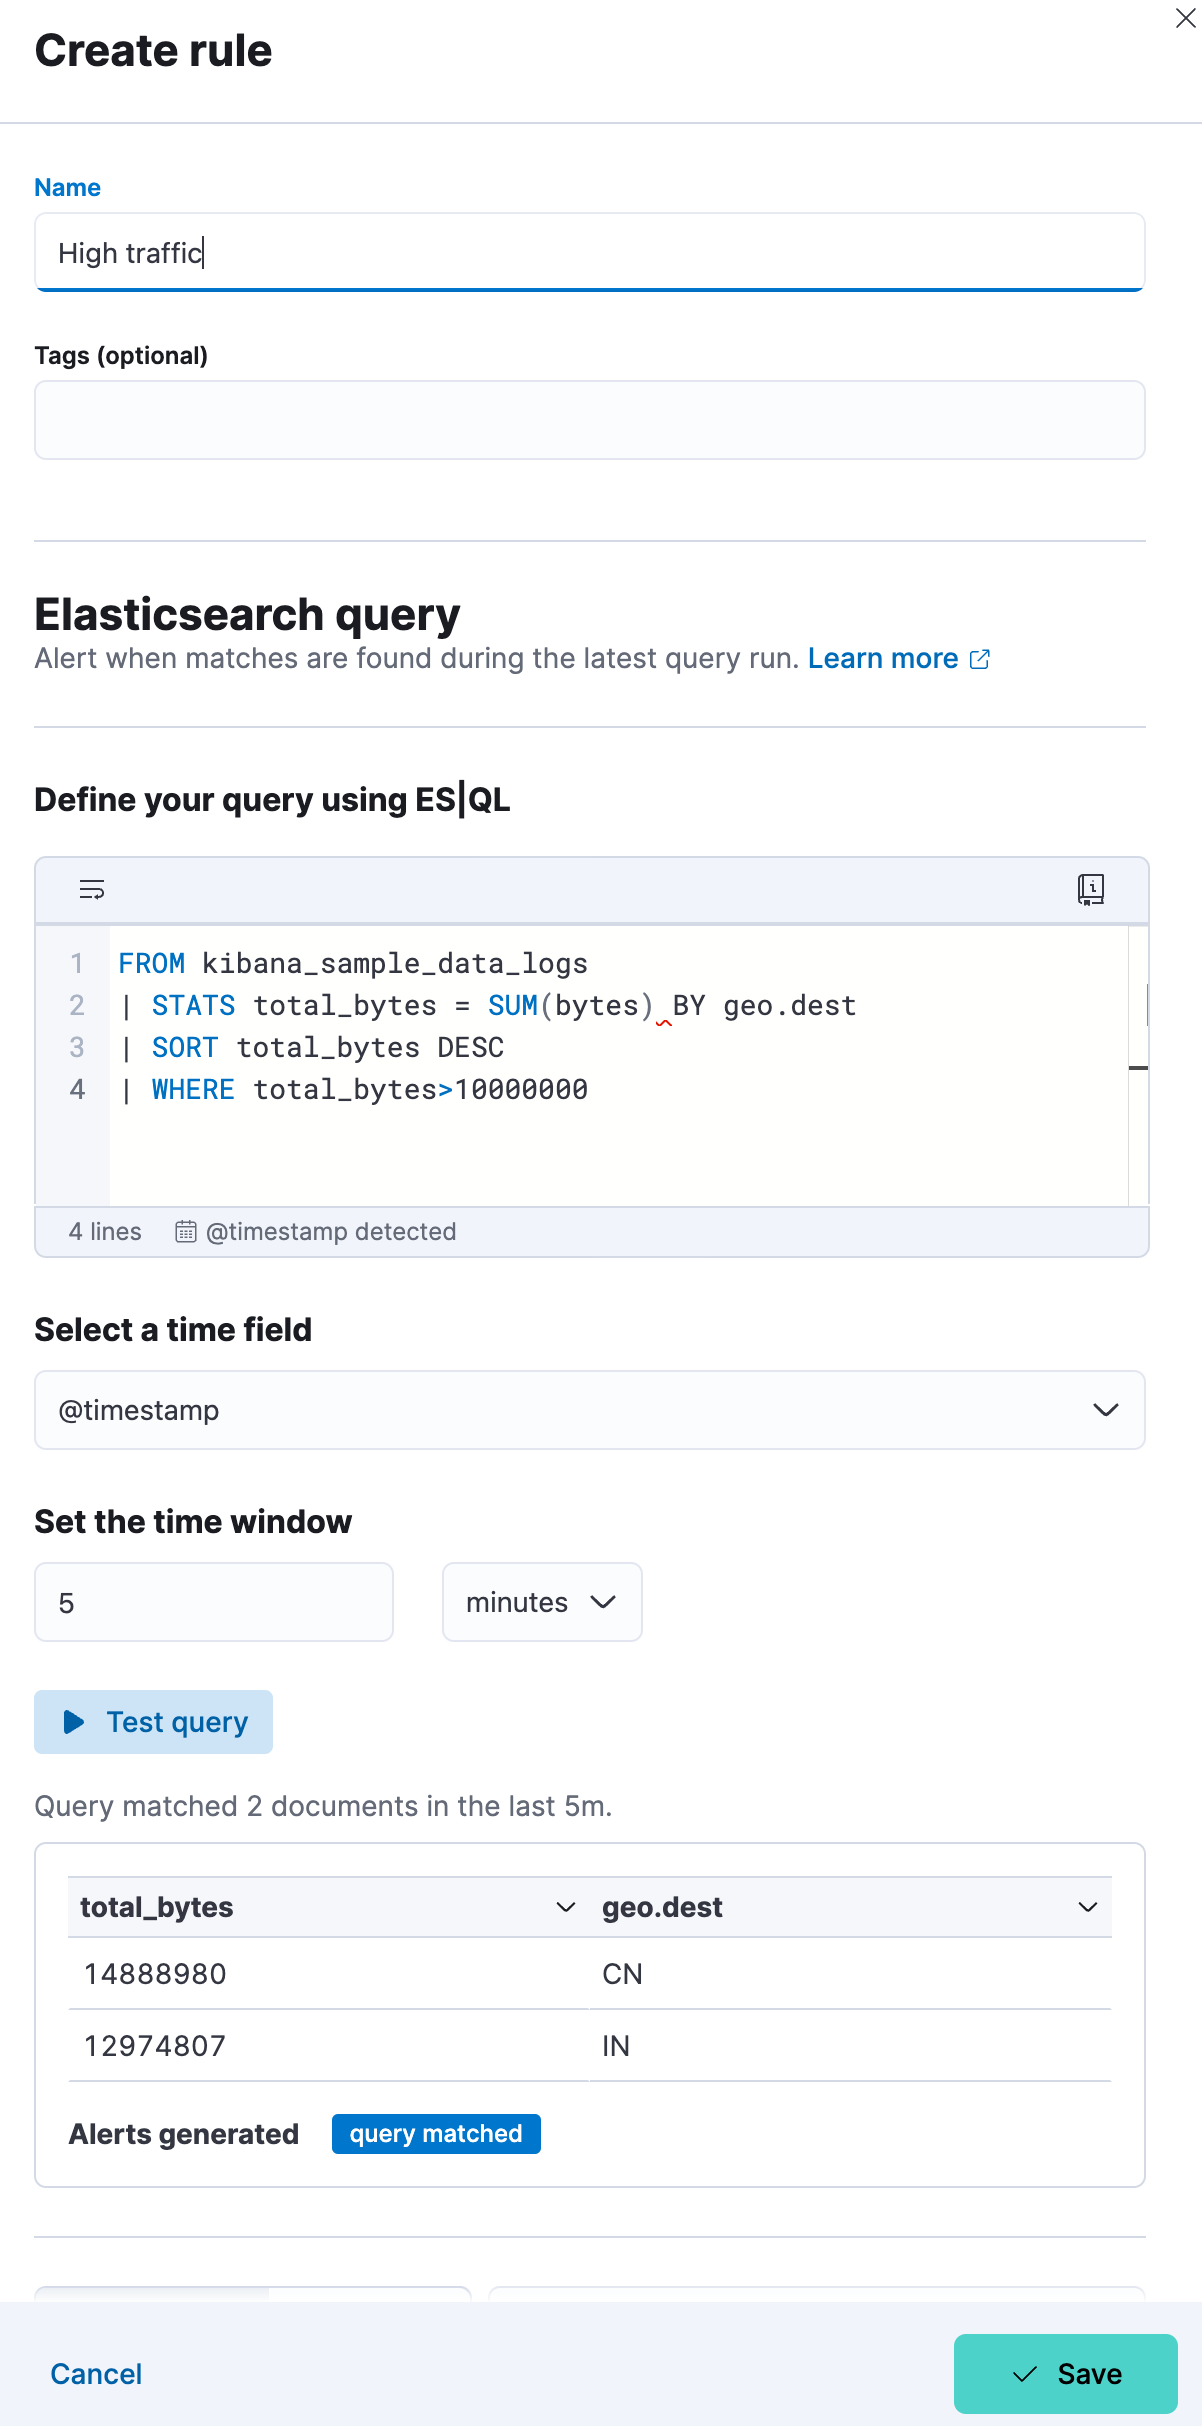 Create rule
Name
High traffic
Tags (optional)
Elasticsearch query
Alert when matches are found during the latest query run. Learn more
Define your query using ES|QL
1 FROM kibana_sample_data_logs
2 | STATS total_bytes = SUM(bytes) BY geo.dest
3 | SORT total_bytes DESC
4 | WHERE total_bytes>10000000
4 lines @timestamp detected
Select a time field
@timestamp
Set the time window
5 minutes
Test query
Query matched 2 documents in the last 5m.
total_bytes geo.dest
14888980 CN
12974807 IN
Alerts generated query matched
Cancel Save